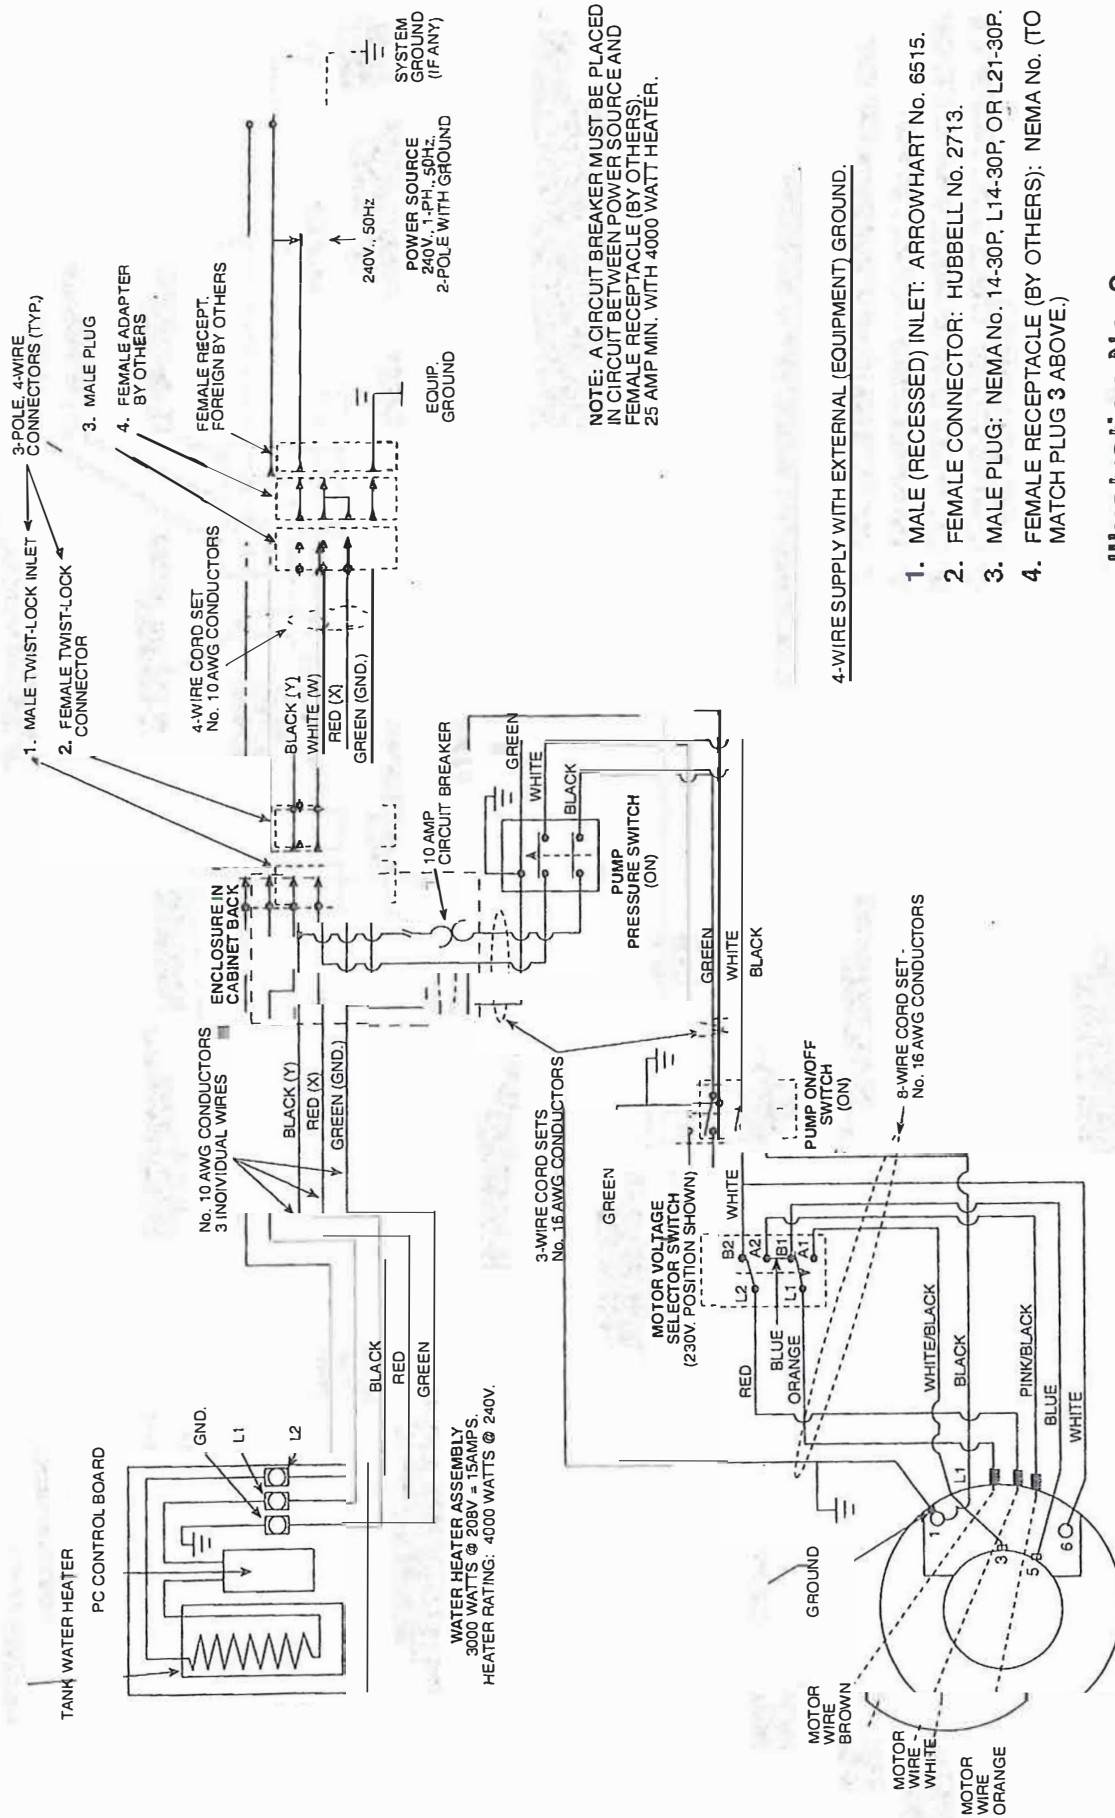 TANK WATER HEATER
PC CONTROL BOARD
GND.
L1
L2
BLACK
RED
GREEN
WATER HEATER ASSEMBLY
3000 WATTS @ 208V = 15AMPS.
HEATER RATING: 4000 WATTS @ 240V.
No. 10 AWG CONDUCTORS
3 INDIVIDUAL WIRES
BLACK (Y)
RED (X)
GREEN (GND.)
ENCLOSURE IN
CABINET BACK
1. MALE TWIST-LOCK INLET
2. FEMALE TWIST-LOCK
CONNECTOR
3-POLE, 4-WIRE
CONNECTORS (TYP.)
3. MALE PLUG
4. FEMALE ADAPTER
BY OTHERS
4-WIRE CORD SET
No. 10 AWG CONDUCTORS
BLACK (Y)
WHITE (W)
RED (X)
GREEN (GND.)
FEMALE RECEPT.
FOREIGN BY OTHERS
240V., 50Hz
POWER SOURCE
240V., 1-PH., 50Hz.
2-POLE WITH GROUND
SYSTEM
GROUND
(IF ANY)
EQUIP.
GROUND
10 AMP
CIRCUIT BREAKER
GREEN
WHITE
BLACK
PUMP
PRESSURE SWITCH
(ON)
NOTE: A CIRCUIT BREAKER MUST BE PLACED
IN CIRCUIT BETWEEN POWER SOURCE AND
FEMALE RECEPTACLE (BY OTHERS).
25 AMP MIN. WITH 4000 WATT HEATER.
3-WIRE CORD SETS
No. 16 AWG CONDUCTORS
GREEN
GREEN
WHITE
BLACK
MOTOR VOLTAGE
SELECTOR SWITCH
(230V. POSITION SHOWN)
WHITE
PUMP ON/OFF
SWITCH
(ON)
B2
A2
B1
A1
L2
L1
RED
BLUE
ORANGE
8-WIRE CORD SET -
No. 16 AWG CONDUCTORS
WHITE/BLACK
BLACK
PINK/BLACK
BLUE
WHITE
L1
1
3
5
6
GROUND
MOTOR
WIRE
BROWN
MOTOR
WIRE
WHITE
MOTOR
WIRE
ORANGE
4-WIRE SUPPLY WITH EXTERNAL (EQUIPMENT) GROUND.
1. MALE (RECESSED) INLET: ARROWHART No. 6515.
2. FEMALE CONNECTOR: HUBBELL No. 2713.
3. MALE PLUG: NEMA No. 14-30P, L14-30P, OR L21-30P.
4. FEMALE RECEPTACLE (BY OTHERS): NEMA No. (TO
MATCH PLUG 3 ABOVE.)